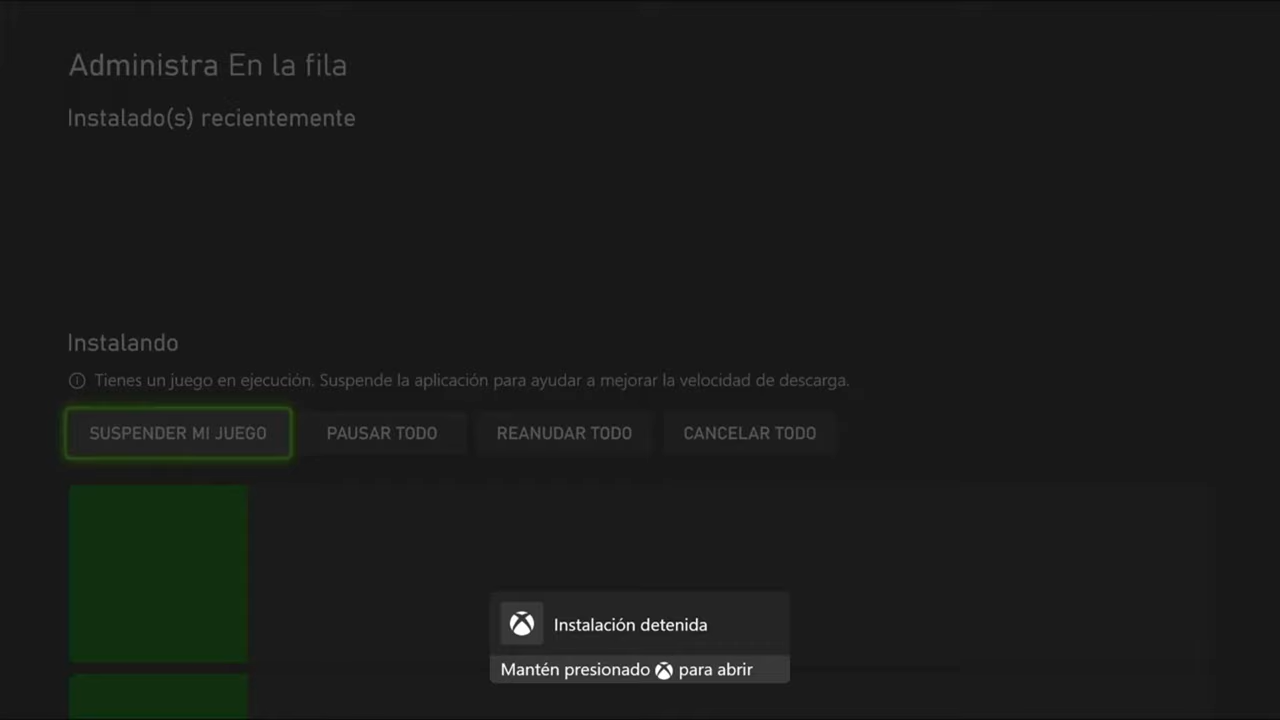 Administra En la fila
Instalado(s) recientemente
Instalando
Tienes un juego en ejecución. Suspende la aplicación para ayudar a mejorar la velocidad de descarga.
SUSPENDER MI JUEGO PAUSAR TODO REANUDAR TODO CANCELAR TODO
Instalación detenida
Mantén presionado para abrir